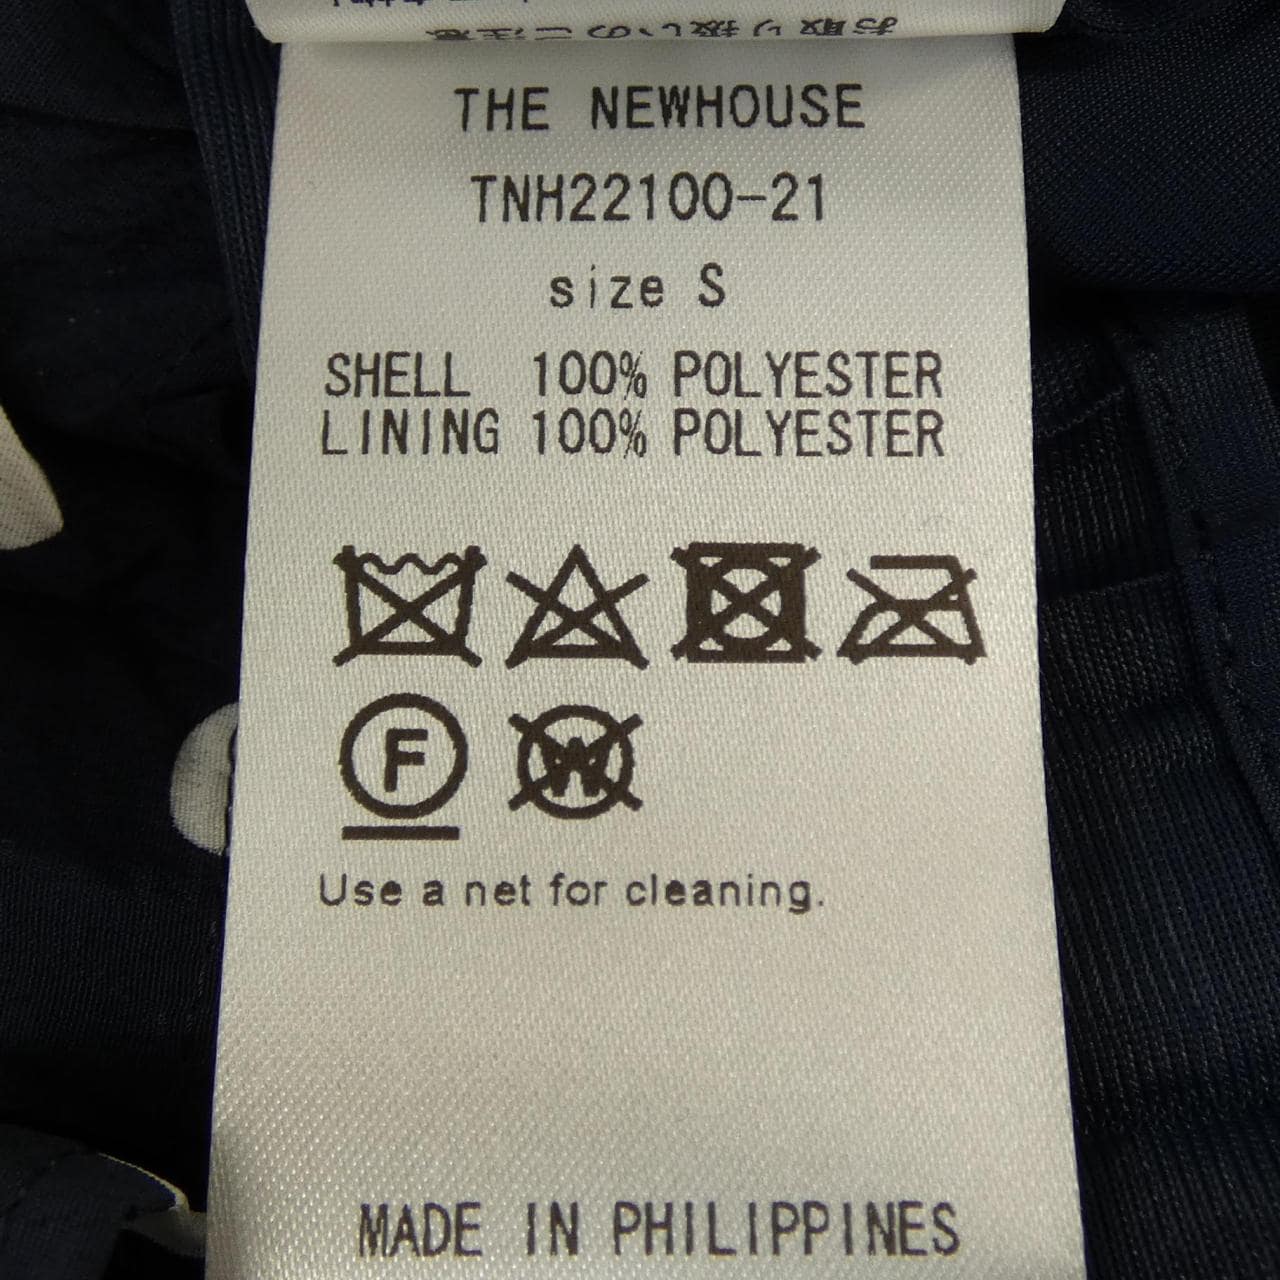 THE NEWHOUSE
TNH22100-21
size S
SHELL 100% POLYESTER
LINING 100% POLYESTER
F W
Use a net for cleaning.
MADE IN PHILIPPINES